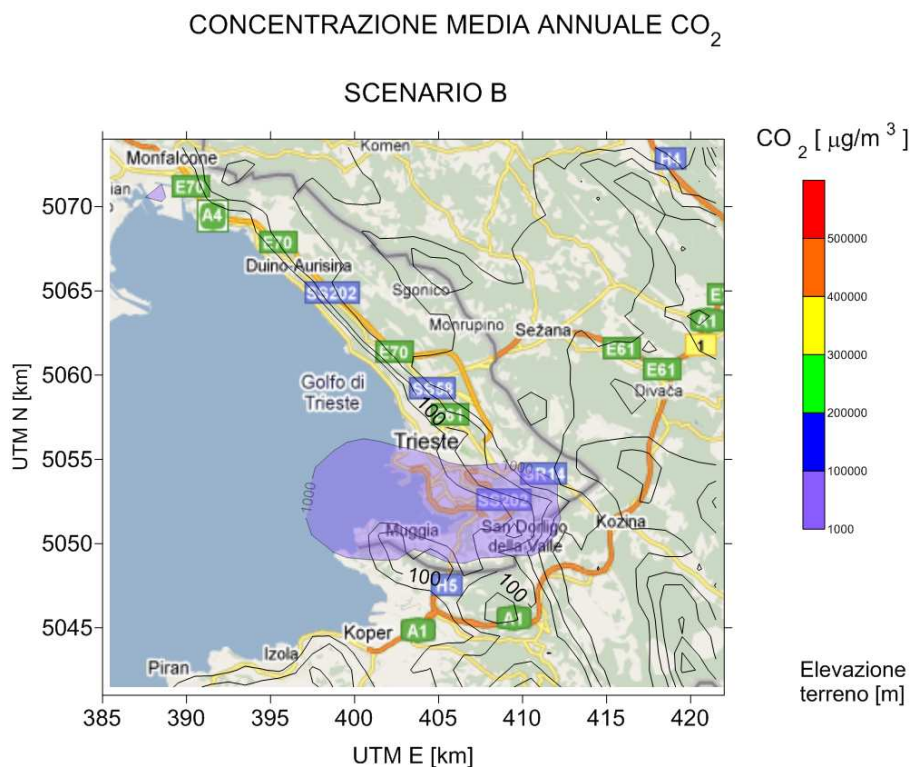 CONCENTRAZIONE MEDIA ANNUALE CO2
SCENARIO B
CO2 [ µg/m3 ]
500000
400000
300000
200000
100000
1000
Elevazione
terreno [m]
UTM N [km]
5070
5065
5060
5055
5050
5045
385 390 395 400 405 410 415 420
UTM E [km]
Komen
Monfalcone
H4
ian
E70
A4
E70
Duino-Aurisina
SS202
Sgonico
Monrupino
Sežana
A1
1
E70
E61
E61
Golfo di
Trieste
Divača
100
Trieste
1000
SR14
1000
SS202
Kozina
Muggia
San Dorligo
della Valle
100
100
H5
A1
A1
Koper
Izola
Piran